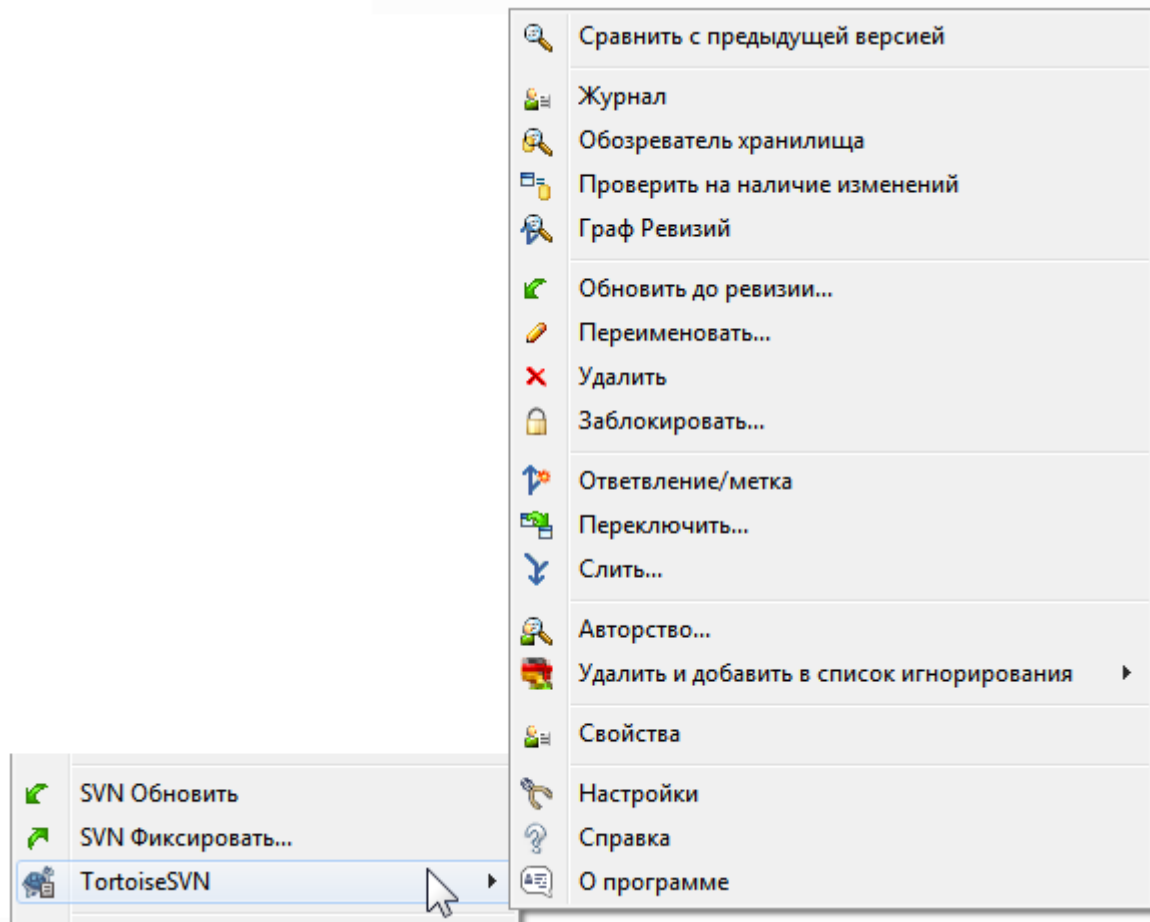 Сравнить с предыдущей версией
Журнал
Обозреватель хранилища
Проверить на наличие изменений
Граф Ревизий
Обновить до ревизии...
Переименовать...
Удалить
Заблокировать...
Ответвление/метка
Переключить...
Слить...
Авторство...
Удалить и добавить в список игнорирования
Свойства
Настройки
Справка
О программе
SVN Обновить
SVN Фиксировать...
TortoiseSVN